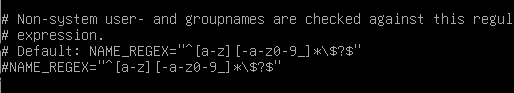 # Non-system user- and groupnames are checked against this regul
# expression.
# Default: NAME_REGEX="^[a-z][-a-z0-9_]*\$?$"
#NAME_REGEX="^[a-z][-a-z0-9_]*\$?$"